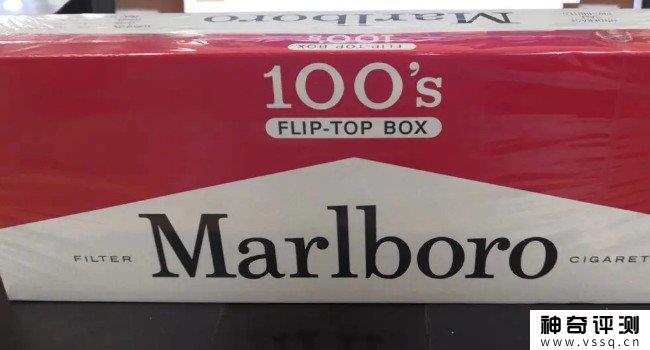 Marlboro
FLIP-TOP BOX
100's
100's
FLIP-TOP BOX
Marlboro
FILTER
CIGARET
神奇评测
www.vssq.cn